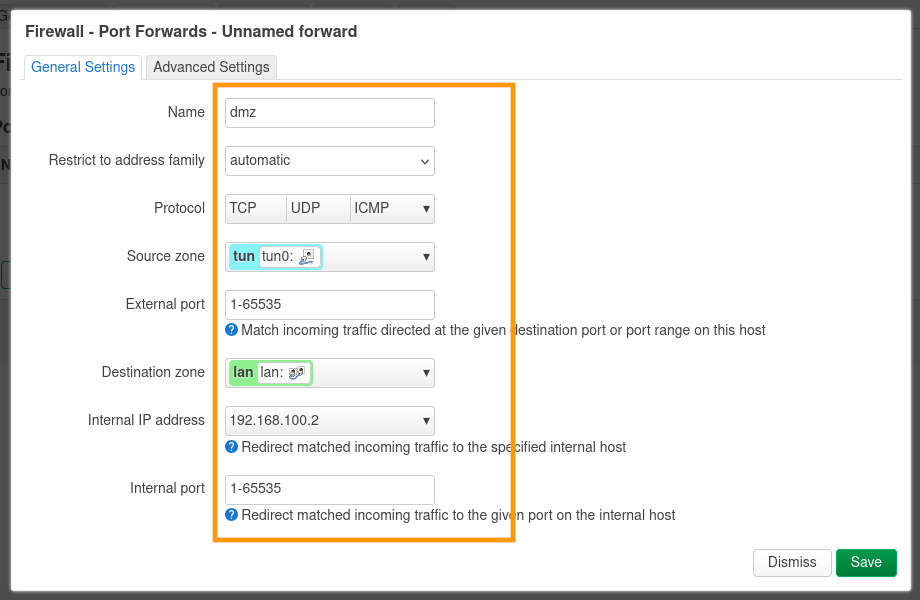 Firewall - Port Forwards - Unnamed forward
General Settings Advanced Settings
Name dmz
Restrict to address family automatic
Protocol TCP UDP ICMP
Source zone tun tun0:
External port 1-65535
Match incoming traffic directed at the given destination port or port range on this host
Destination zone lan lan:
Internal IP address 192.168.100.2
Redirect matched incoming traffic to the specified internal host
Internal port 1-65535
Redirect matched incoming traffic to the given port on the internal host
Dismiss Save